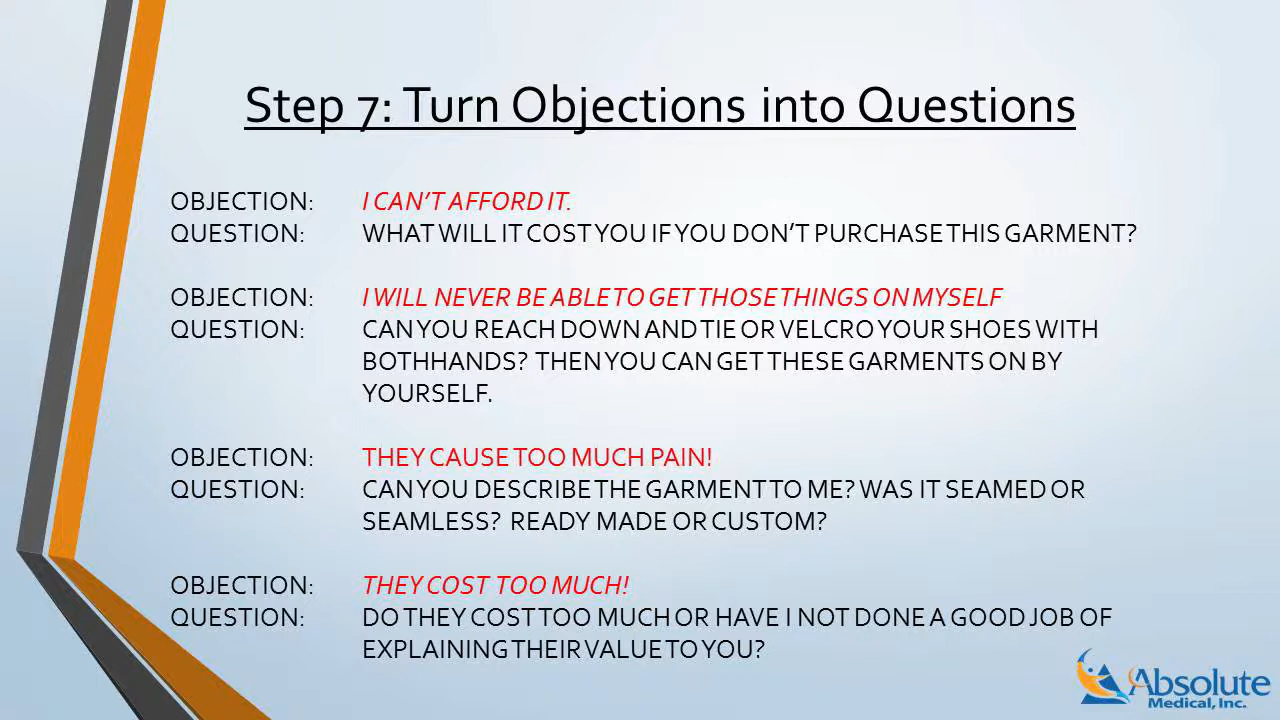 Step 7: Turn Objections into Questions
OBJECTION: I CAN’T AFFORD IT.
QUESTION: WHAT WILL IT COST YOU IF YOU DON’T PURCHASE THIS GARMENT?
OBJECTION: I WILL NEVER BE ABLE TO GET THOSE THINGS ON MYSELF
QUESTION: CAN YOU REACH DOWN AND TIE OR VELCRO YOUR SHOES WITH
BOTHHANDS? THEN YOU CAN GET THESE GARMENTS ON BY
YOURSELF.
OBJECTION: THEY CAUSE TOO MUCH PAIN!
QUESTION: CAN YOU DESCRIBE THE GARMENT TO ME? WAS IT SEAMED OR
SEAMLESS? READY MADE OR CUSTOM?
OBJECTION: THEY COST TOO MUCH!
QUESTION: DO THEY COST TOO MUCH OR HAVE I NOT DONE A GOOD JOB OF
EXPLAINING THEIR VALUE TO YOU?
Absolute
Medical, Inc.